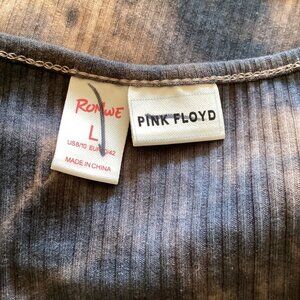 ROMWE
L
US8/10 EUR40/42
MADE IN CHINA
PINK FLOYD